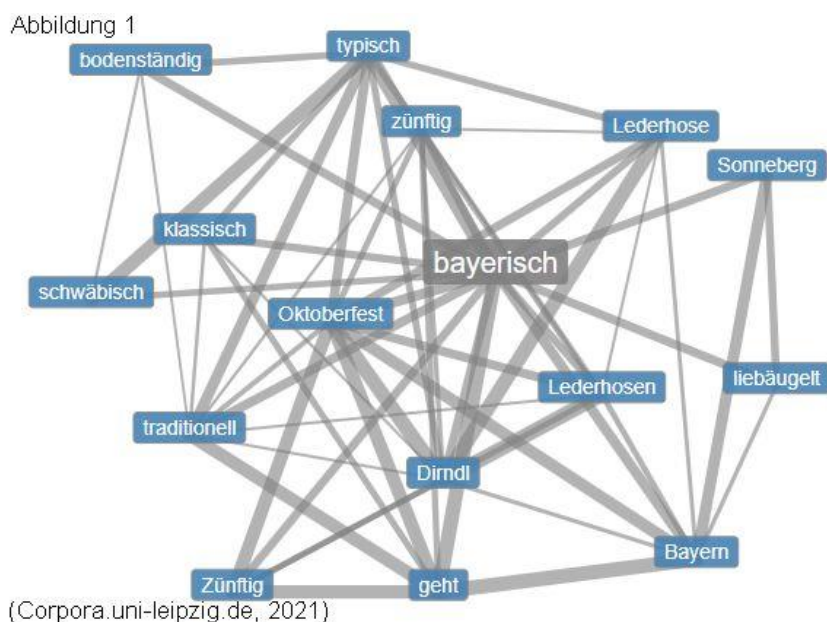 Abbildung 1
typisch
bodenständig
zünftig
Lederhose
Sonneberg
klassisch
bayerisch
schwäbisch
Oktoberfest
liebäugelt
Lederhosen
traditionell
Dirndl
Bayern
Zünftig
geht
(Corpora.uni-leipzig.de, 2021)